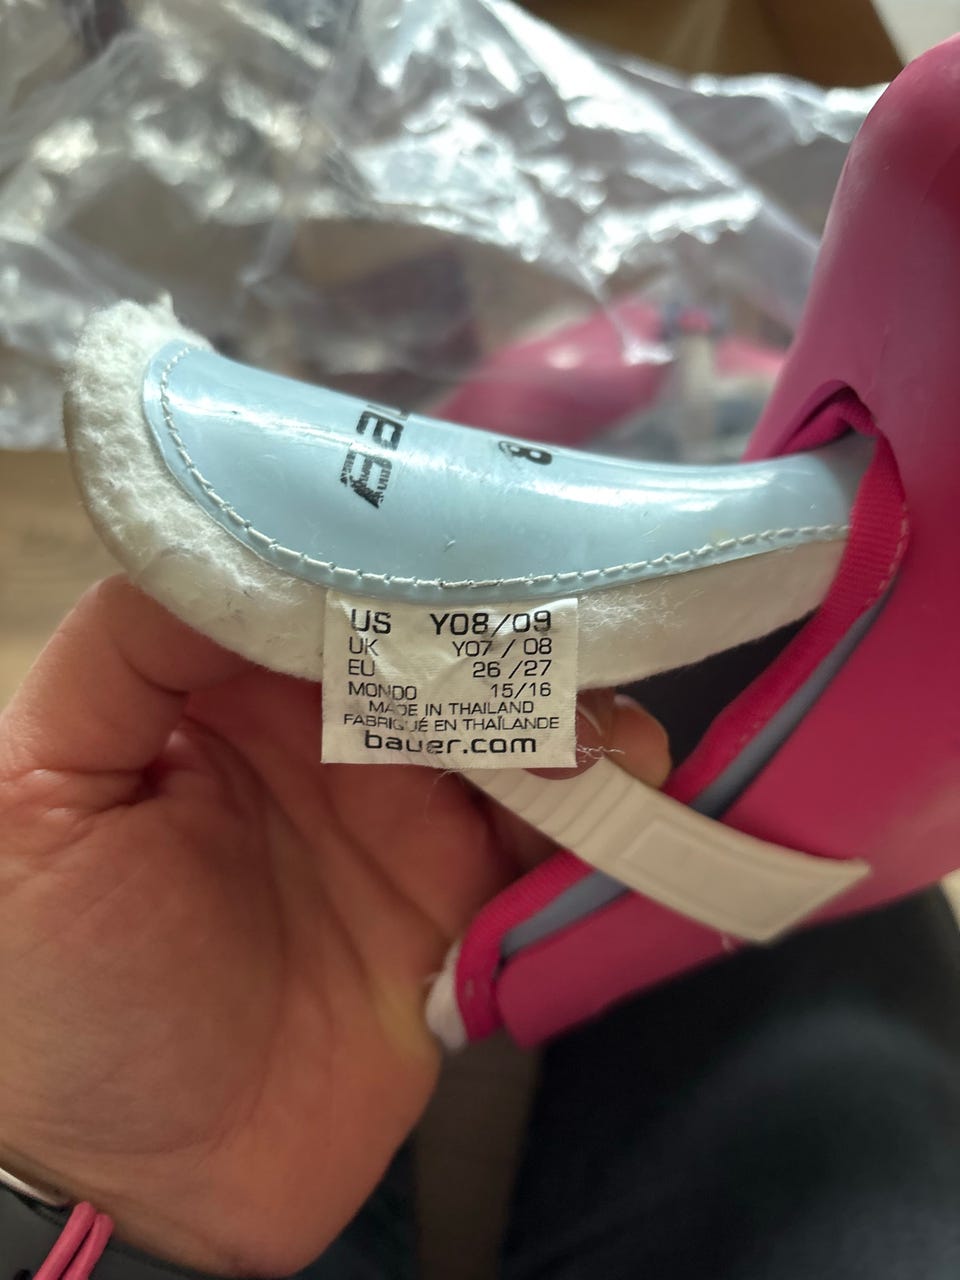 US Y08/09
UK Y07 / 08
EU 26 /27
MONDO 15/16
MADE IN THAILAND
FABRIQUÉ EN THAÏLANDE
bauer.com